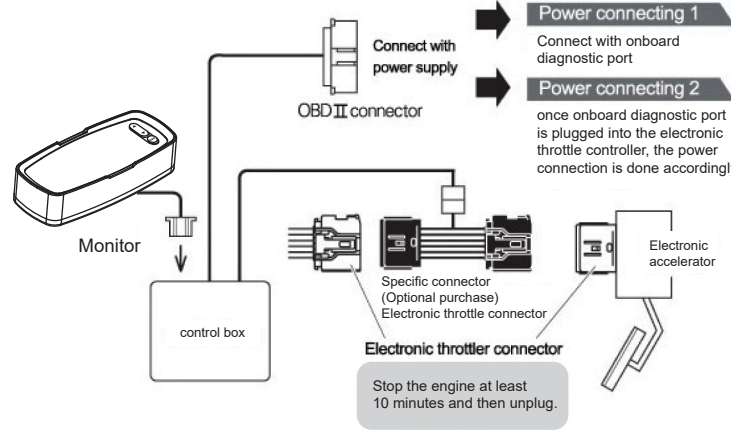 Power connecting 1
Connect with onboard
diagnostic port
Connect with
power supply
OBDⅡconnector
Power connecting 2
once onboard diagnostic port
is plugged into the electronic
throttle controller, the power
connection is done accordingl
Monitor
control box
Specific connector
(Optional purchase)
Electronic throttle connector
Electronic
accelerator
Electronic throttler connector
Stop the engine at least
10 minutes and then unplug.